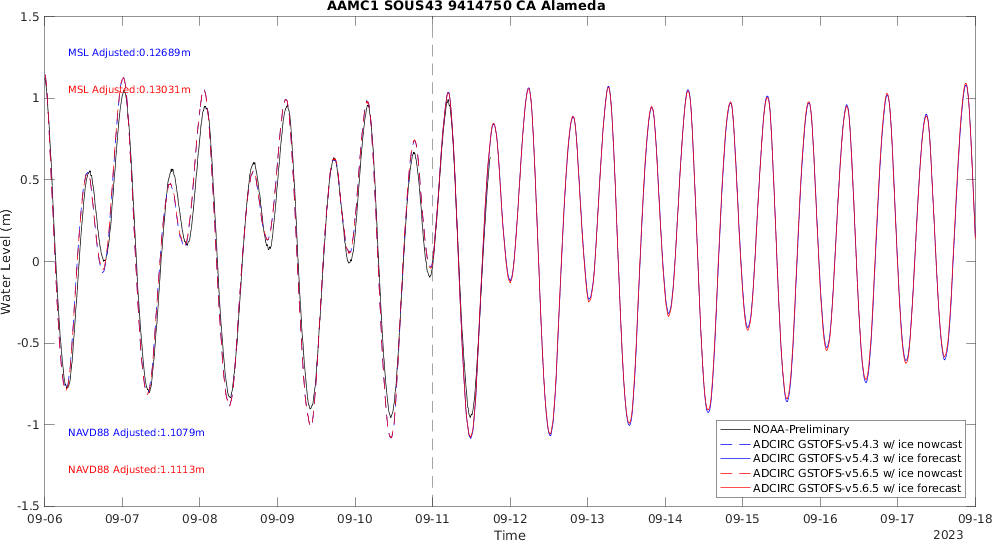 AAMC1 SOUS43 9414750 CA Alameda
1.5
MSL Adjusted:0.12689m
MSL Adjusted:0.13031m
1
0.5
0
Water Level (m)
-0.5
-1
NAVD88 Adjusted:1.1079m
NAVD88 Adjusted:1.1113m
NOAA-Preliminary
ADCIRC GSTOFS-v5.4.3 w/ ice nowcast
ADCIRC GSTOFS-v5.4.3 w/ ice forecast
ADCIRC GSTOFS-v5.6.5 w/ ice nowcast
ADCIRC GSTOFS-v5.6.5 w/ ice forecast
-1.5
09-06 09-07 09-08 09-09 09-10 09-11 09-12 09-13 09-14 09-15 09-16 09-17 09-18
Time
2023